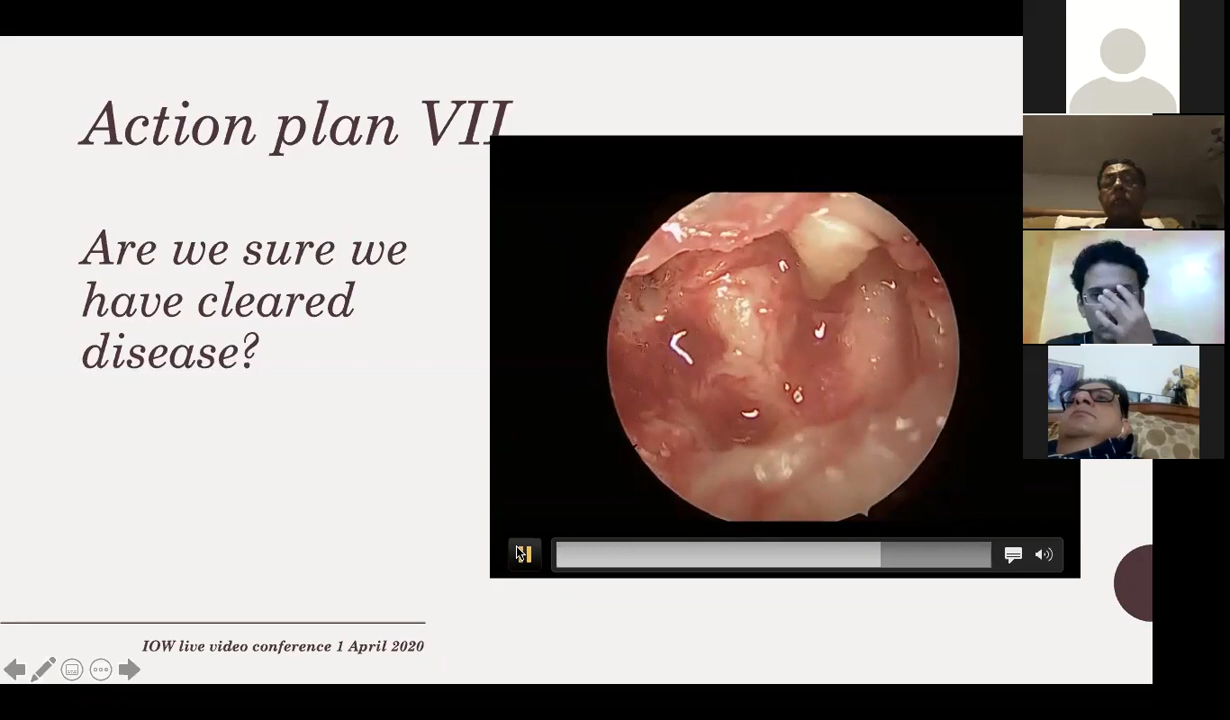 Action plan VII
Are we sure we
have cleared
disease?
IOW live video conference 1 April 2020